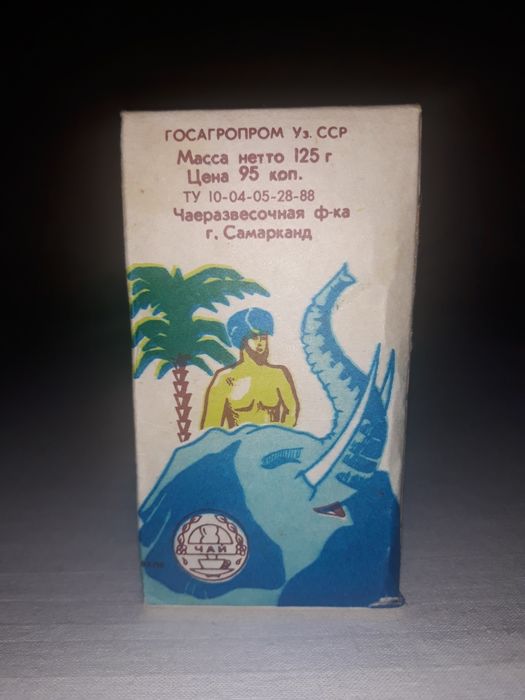 ГОСАГРОПРОМ Уз. ССР
Масса нетто 125 г
Цена 95 коп.
ТУ 10-04-05-28-88
Чаеразвесочная ф-ка
г. Самарканд
ЧАЙ